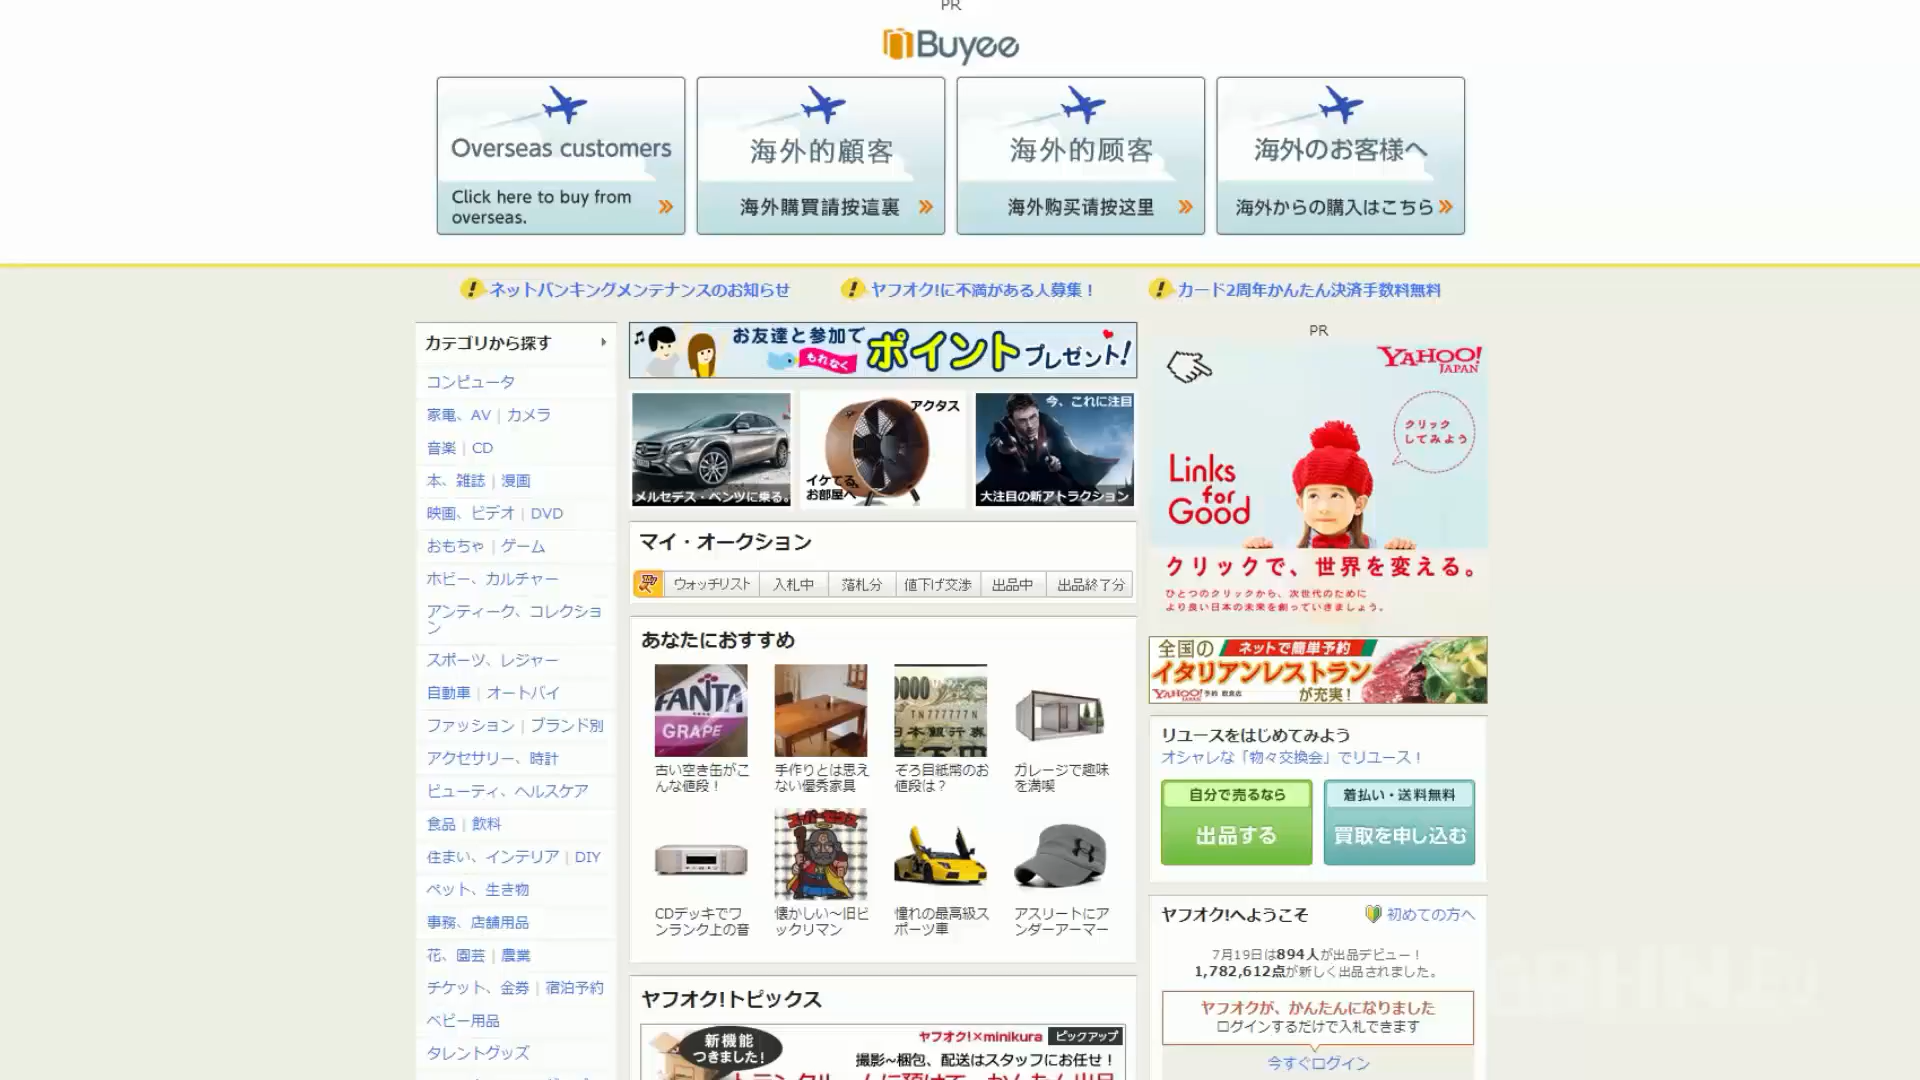 PR
Buyee
Overseas customers
Click here to buy from
overseas.
海外的顧客
海外購買請按這裏
海外的顾客
海外购买请按这里
海外のお客様へ
海外からの購入はこちら
ネットバンキングメンテナンスのお知らせ
ヤフオク!に不満がある人募集！
カード2周年かんたん決済手数料無料
カテゴリから探す
コンピュータ
家電、AV | カメラ
音楽 | CD
本、雑誌 | 漫画
映画、ビデオ | DVD
おもちゃ | ゲーム
ホビー、カルチャー
アンティーク、コレクショ
ン
スポーツ、レジャー
自動車 | オートバイ
ファッション | ブランド別
アクセサリー、時計
ビューティ、ヘルスケア
食品 | 飲料
住まい、インテリア | DIY
ペット、生き物
事務、店舗用品
花、園芸 | 農業
チケット、金券 | 宿泊予約
ベビー用品
タレントグッズ
お友達と参加で
もれなく
ポイントプレゼント!
メルセデス・ベンツに乗る。
アクタス
イケてる
お部屋へ
今、これに注目
大注目の新アトラクション
マイ・オークション
ウォッチリスト
入札中
落札分
値下げ交渉
出品中
出品終了分
あなたにおすすめ
FANTA
GRAPE
古い空き缶がこ
んな値段！
手作りとは思え
ない優秀家具
TN777777N
日本銀行券
ぞろ目紙幣のお
値段は？
ガレージで趣味
を満喫
CDデッキでワ
ンランク上の音
スーパーゼウス
懐かしい～旧ビ
ックリマン
憧れの最高級ス
ポーツ車
アスリートにア
ンダーアーマー
ヤフオク!トピックス
新機能
つきました!
ヤフオク!×minikura
ピックアップ
撮影~梱包、配送はスタッフにお任せ！
PR
YAHOO!
JAPAN
クリック
してみよう
Links
for
Good
クリックで、世界を変える。
ひとつのクリックから、次世代のために
より良い日本の未来を創っていきましょう。
全国の
ネットで簡単予約
イタリアンレストラン
YAHOO!
JAPAN
予約 飲食店
が充実！
リユースをはじめてみよう
オシャレな「物々交換会」でリユース！
自分で売るなら
出品する
着払い・送料無料
買取を申し込む
ヤフオク!へようこそ
初めての方へ
7月19日は894人が出品デビュー！
1,782,612点が新しく出品されました。
ヤフオクが、かんたんになりました
ログインするだけで入札できます
今すぐログイン